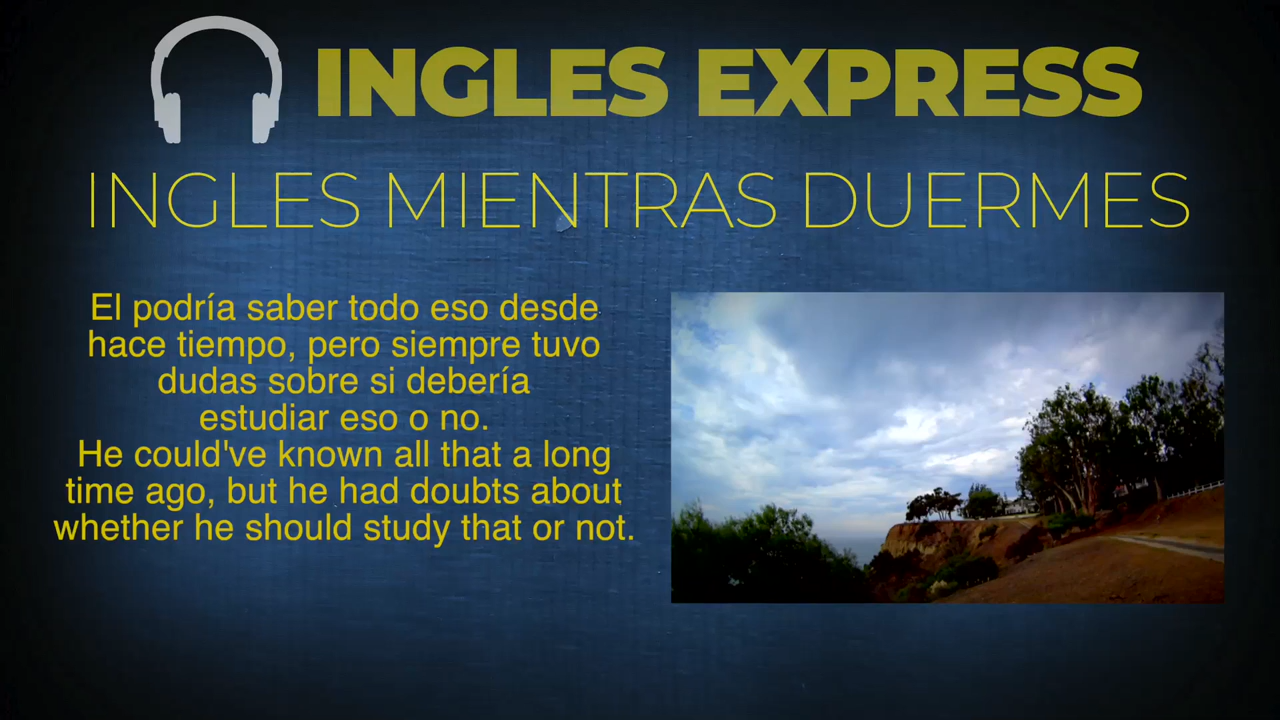 INGLES EXPRESS
INGLES MIENTRAS DUERMES
El podría saber todo eso desde
hace tiempo, pero siempre tuvo
dudas sobre si debería
estudiar eso o no.
He could've known all that a long
time ago, but he had doubts about
whether he should study that or not.